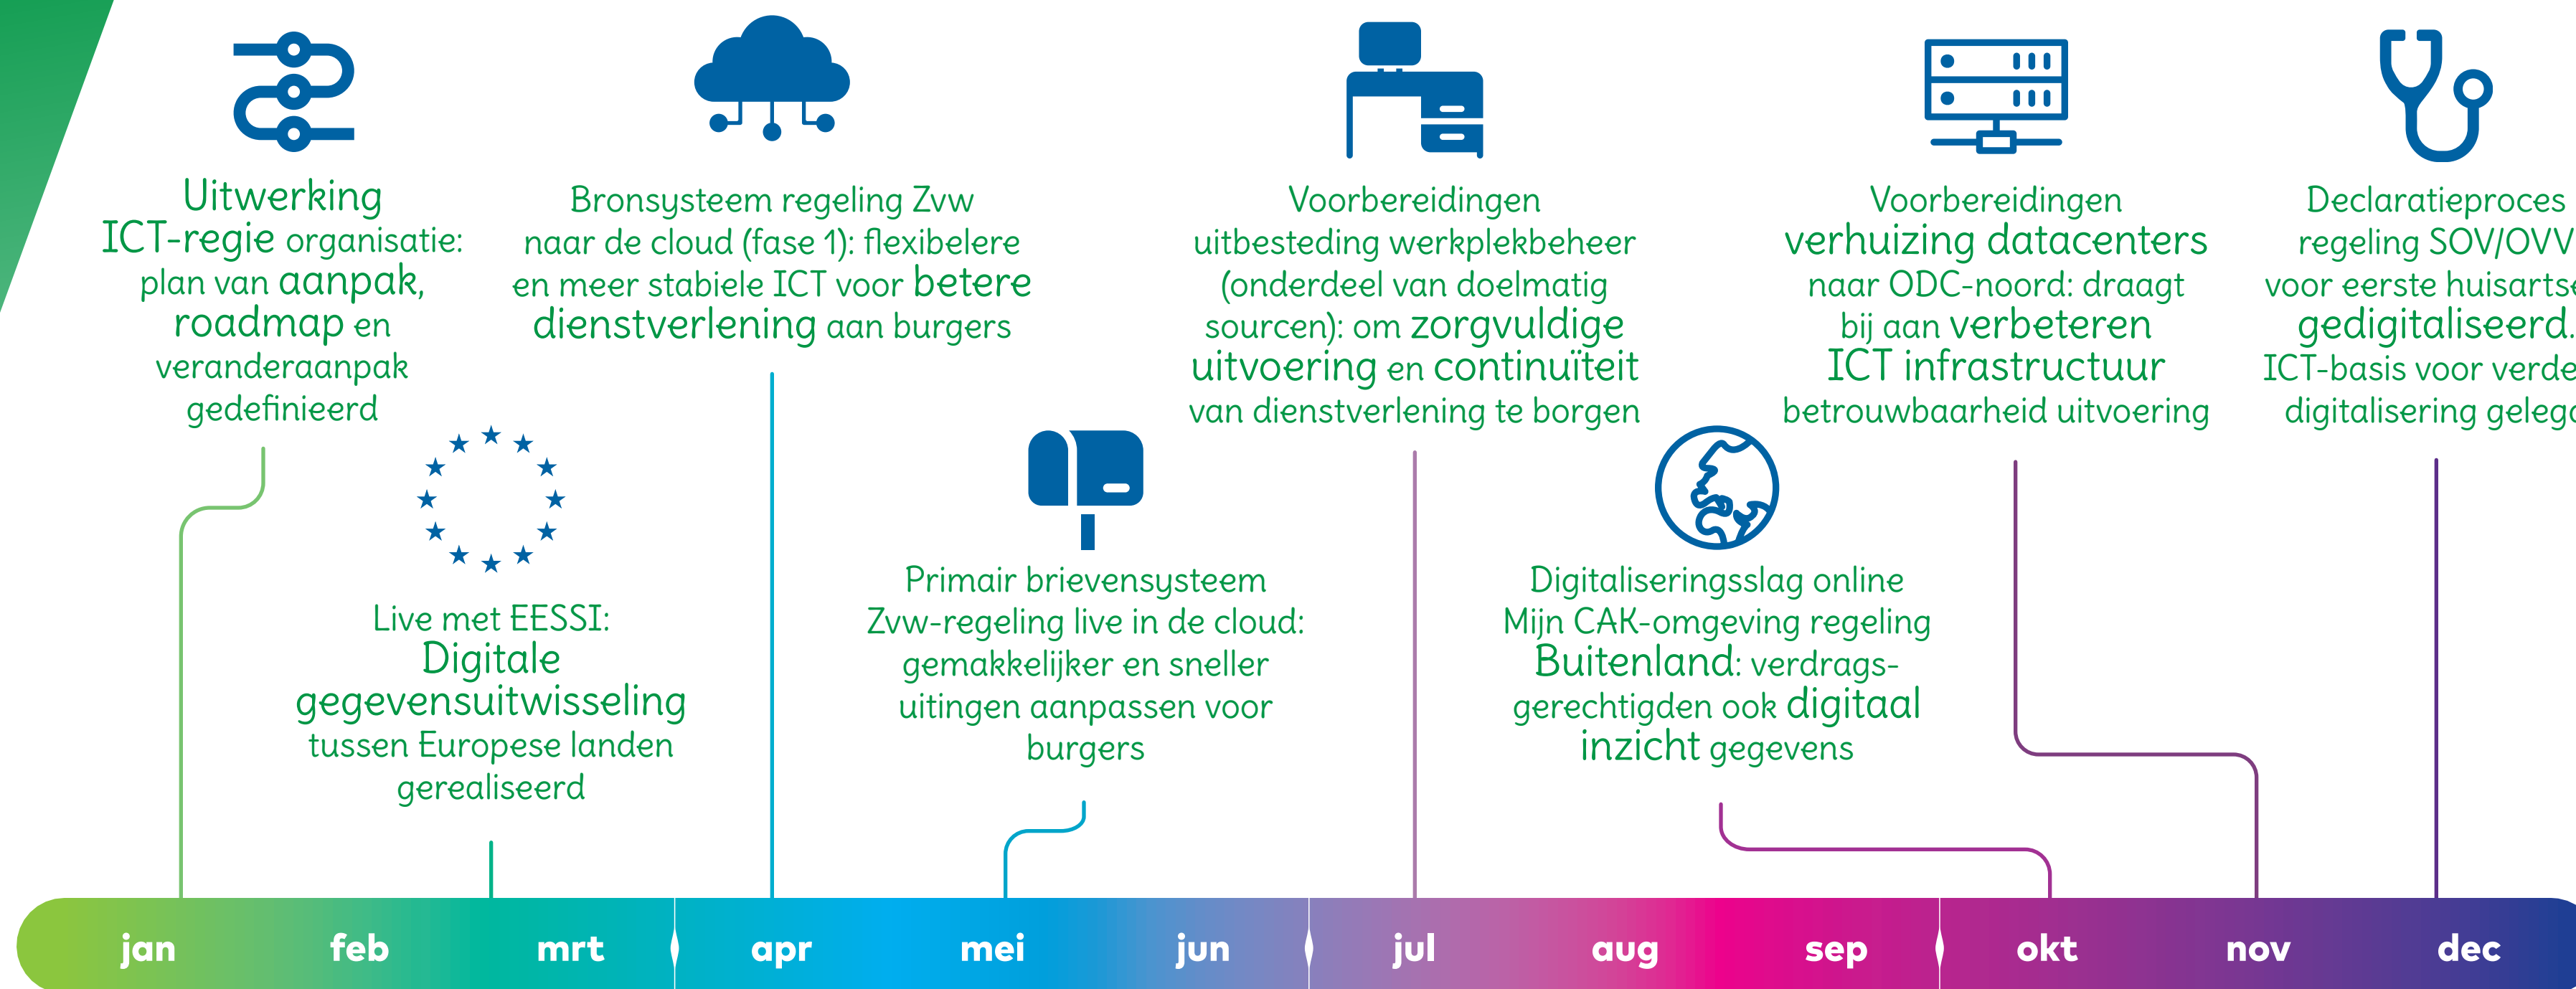 Uitwerking
ICT-regie organisatie:
plan van aanpak,
roadmap en
veranderaanpak
gedefinieerd
Live met EESSI:
Digitale
gegevensuitwisseling
tussen Europese landen
gerealiseerd
Bronsysteem regeling Zvw
naar de cloud (fase 1): flexibelere
en meer stabiele ICT voor betere
dienstverlening aan burgers
Primair brievensysteem
Zvw-regeling live in de cloud:
gemakkelijker en sneller
uitingen aanpassen voor
burgers
Voorbereidingen
uitbesteding werkplekbeheer
(onderdeel van doelmatig
sourcen): om zorgvuldige
uitvoering en continuïteit
van dienstverlening te borgen
Digitaliseringsslag online
Mijn CAK-omgeving regeling
Buitenland: verdrags-
gerechtigden ook digitaal
inzicht gegevens
Voorbereidingen
verhuizing datacenters
naar ODC-noord: draagt
bij aan verbeteren
ICT infrastructuur
betrouwbaarheid uitvoering
Declaratieproces
regeling SOV/OVV
voor eerste
gedigitaliseerd.
ICT-basis voor
digitalisering
jan feb mrt apr mei jun jul aug sep okt nov dec